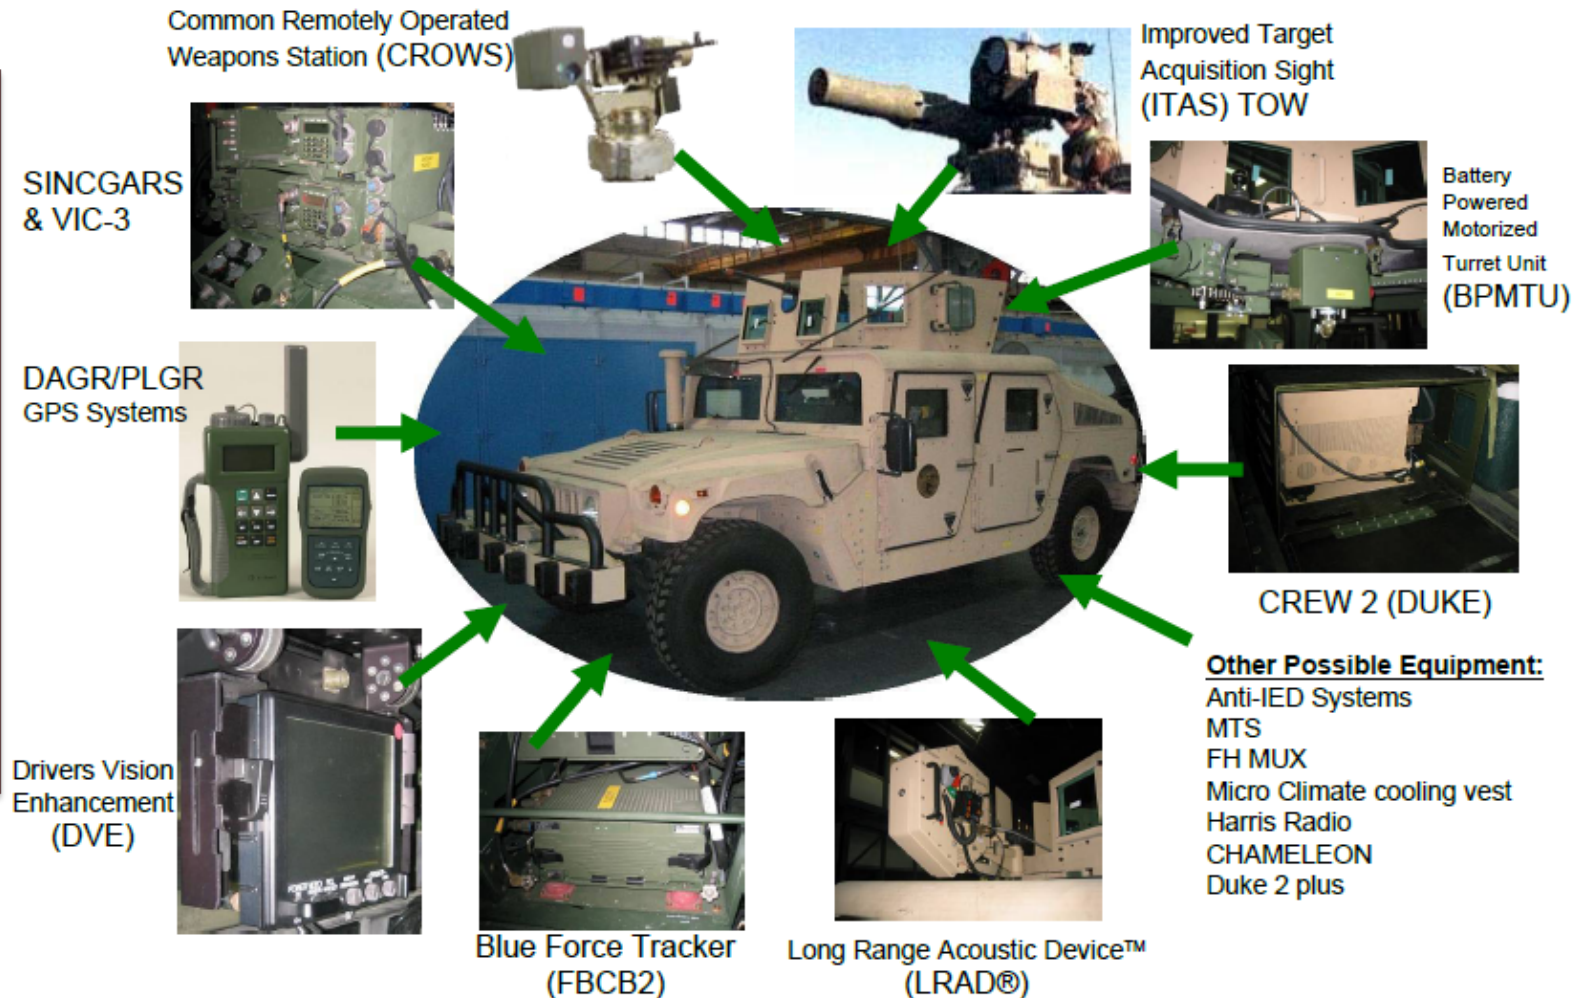 Common Remotely Operated
Weapons Station (CROWS)
Improved Target
Acquisition Sight
(ITAS) TOW
SINCGARS
& VIC-3
Battery
Powered
Motorized
Turret Unit
(BPMTU)
DAGR/PLGR
GPS Systems
CREW 2 (DUKE)
Other Possible Equipment:
Anti-IED Systems
MTS
FH MUX
Micro Climate cooling vest
Harris Radio
CHAMELEON
Duke 2 plus
Drivers Vision
Enhancement
(DVE)
Blue Force Tracker
(FBCB2)
Long Range Acoustic Device™
(LRAD®)